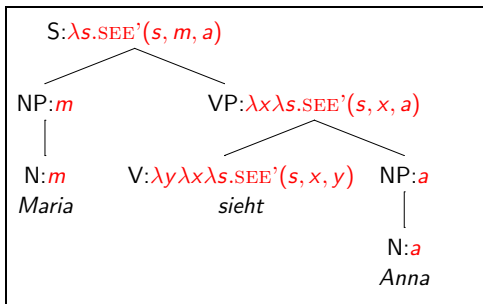 S:λs.SEE’(s, m, a)
NP:m VP:λxλs.SEE’(s, x, a)
N:m V:λyλxλs.SEE’(s, x, y) NP:a
Maria sieht
N:a
Anna